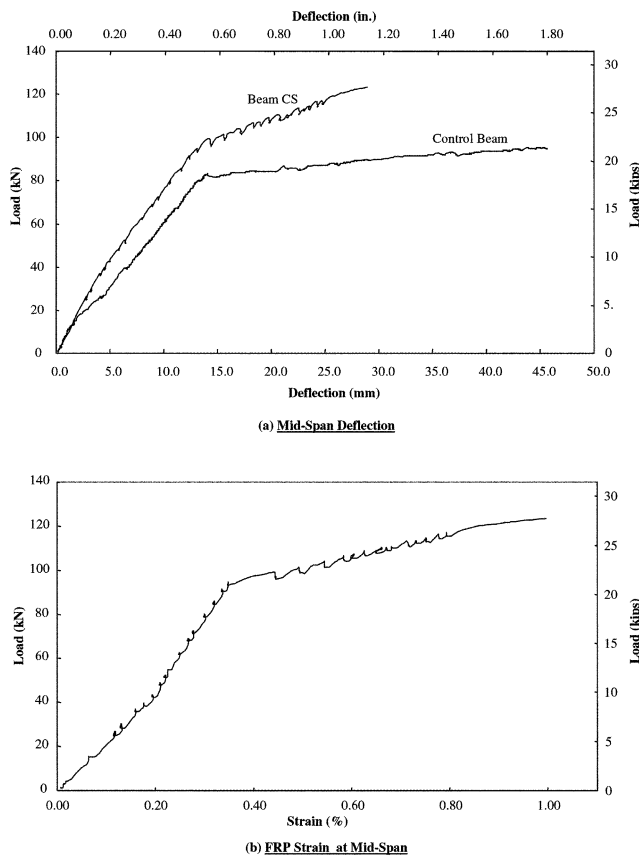 Deflection (in.)
0.0 0.20 0.40 0.60 0.80 1.0 1.20 1.40 1.60 1.80
140 30
120 25
100 20
80 15
60 10
40 5.
20 0
0
Load (kN)
Load (kips)
Beam CS
Control Beam
0.0 5.0 10.0 15.0 20.0 25.0 30.0 35.0 40.0 45.0 50.0
Deflection (mm)
(a) Mid-Span Deflection
140 30
120 25
100 20
80 15
60 10
40 5
20 0
0
Load (kN)
Load (kips)
0.00 0.20 0.40 0.60 0.80 1.00
Strain (%)
(b) FRP Strain at Mid-Span